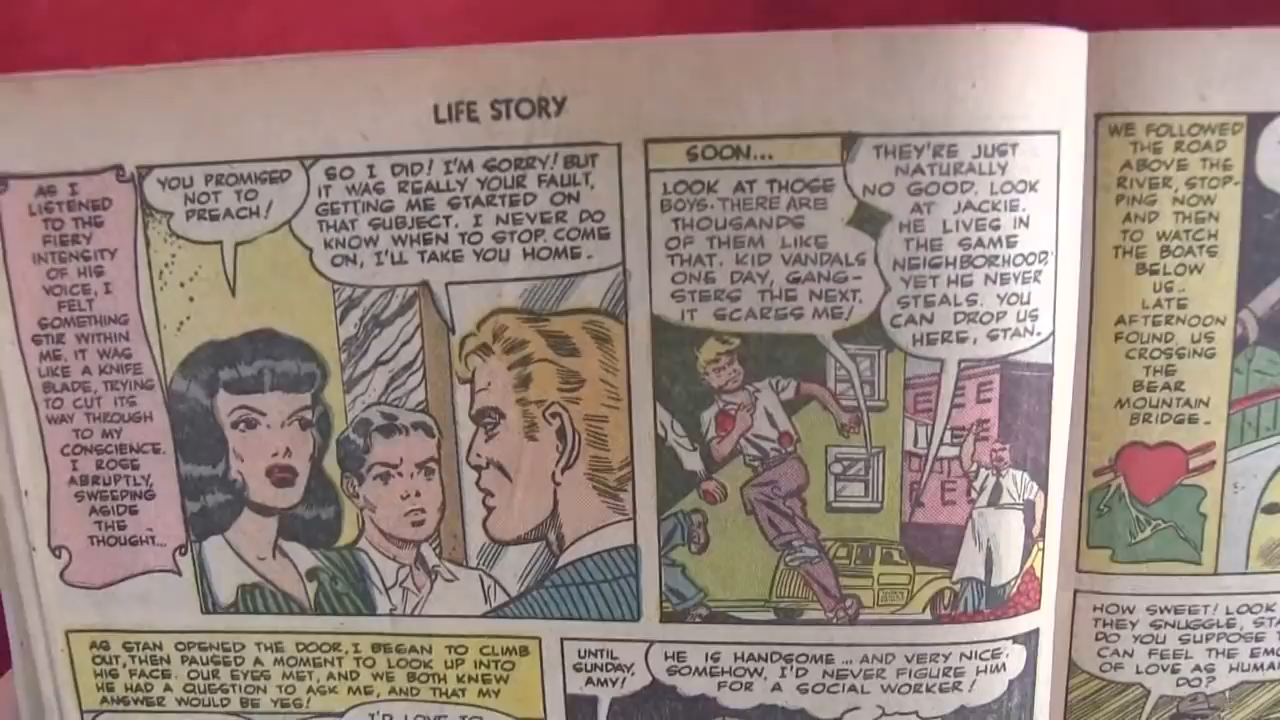 LIFE STORY
AS I
LISTENED
TO THE
FIERY
INTENSITY
OF HIS
VOICE, I
FELT
SOMETHING
STIR WITHIN
ME. IT WAS
LIKE A KNIFE
BLADE, TRYING
TO CUT ITS
WAY THROUGH
TO MY
CONSCIENCE.
I ROSE
ABRUPTLY,
SWEEPING
ASIDE
THE
THOUGHT...
YOU PROMISED
NOT TO
PREACH!
SO I DID! I'M SORRY! BUT
IT WAS REALLY YOUR FAULT,
GETTING ME STARTED ON
THAT SUBJECT. I NEVER DO
KNOW WHEN TO STOP. COME
ON, I'LL TAKE YOU HOME.
SOON...
LOOK AT THOSE
BOYS. THERE ARE
THOUSANDS
OF THEM LIKE
THAT. KID VANDALS
ONE DAY, GANG-
STERS THE NEXT.
IT SCARES ME!
THEY'RE JUST
NATURALLY
NO GOOD. LOOK
AT JACKIE.
HE LIVES IN
THE SAME
NEIGHBORHOOD,
YET HE NEVER
STEALS. YOU
CAN DROP US
HERE, STAN.
AS STAN OPENED THE DOOR, I BEGAN TO CLIMB
OUT, THEN PAUSED A MOMENT TO LOOK UP INTO
HIS FACE. OUR EYES MET, AND WE BOTH KNEW
HE HAD A QUESTION TO ASK ME, AND THAT MY
ANSWER WOULD BE YES!
I'D LOVE TO
UNTIL
SUNDAY,
AMY!
HE IS HANDSOME... AND VERY NICE.
SOMEHOW, I'D NEVER FIGURE HIM
FOR A SOCIAL WORKER!
WE FOLLOWED
THE ROAD
ABOVE THE
RIVER, STOP-
PING NOW
AND THEN
TO WATCH
THE BOATS
BELOW
US..
LATE
AFTERNOON
FOUND US
CROSSING
THE
BEAR
MOUNTAIN
BRIDGE..
HOW SWEET! LOOK
THEY SNUGGLE, STA
DO YOU SUPPOSE
CAN FEEL THE EMO
OF LOVE AS HUMA
DO?